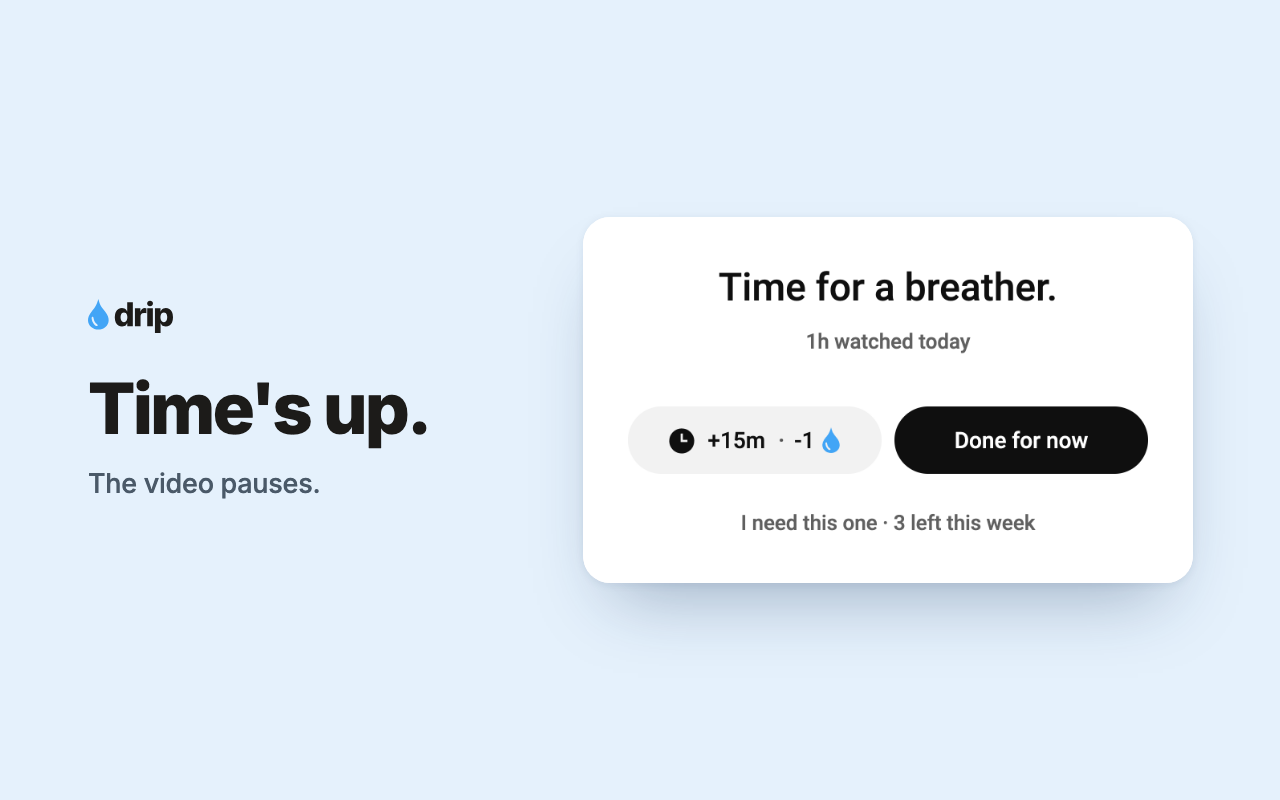 drip
Time's up.
The video pauses.
Time for a breather.
1h watched today
+15m · -1
Done for now
I need this one · 3 left this week